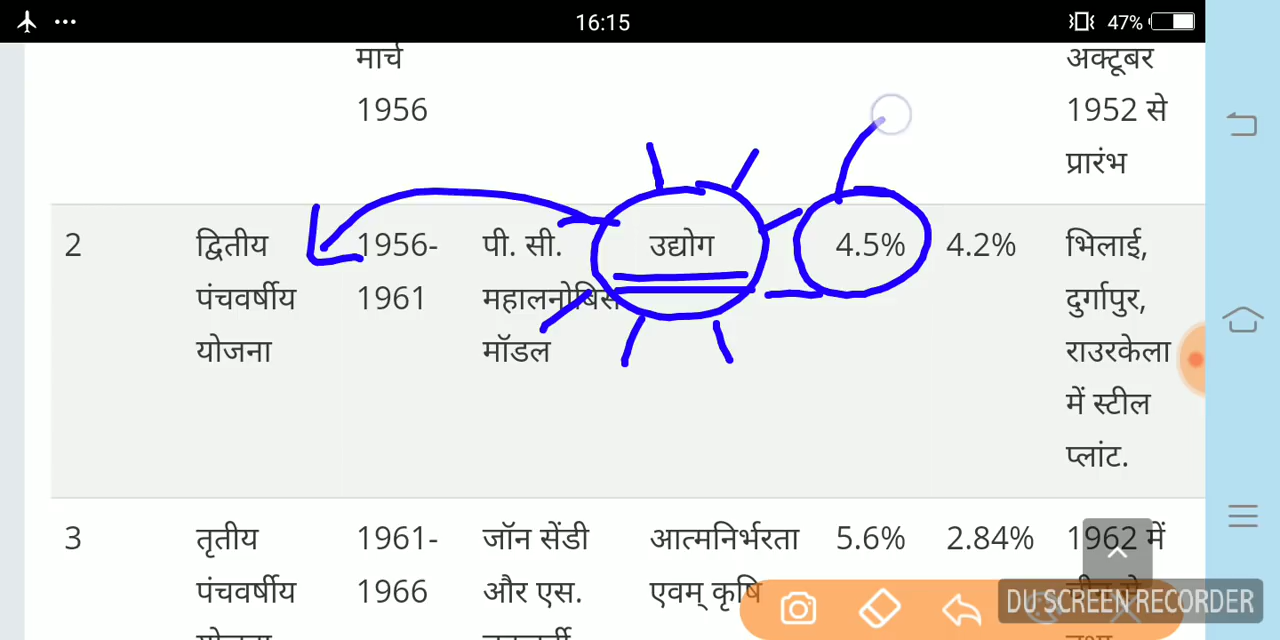 16:15 47%
मार्च अक्टूबर
1956 1952 से
प्रारंभ
2 द्वितीय 1956- पी. सी. उद्योग 4.5% 4.2% भिलाई,
पंचवर्षीय 1961 महालनोबिस दुर्गापुर,
योजना मॉडल राउरकेला
में स्टील
प्लांट.
3 तृतीय 1961- जॉन सेंडी आत्मनिर्भरता 5.6% 2.84% 1962 में
पंचवर्षीय 1966 और एस. एवम् कृषि
DU SCREEN RECORDER